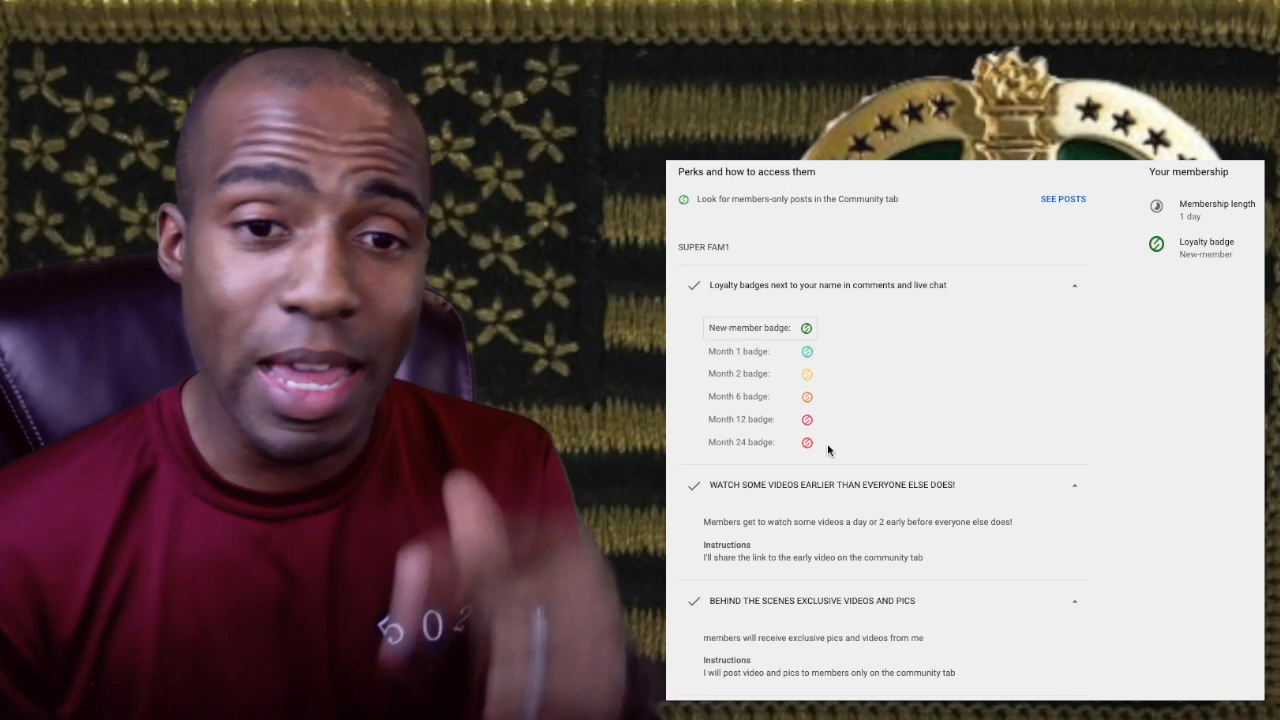 Perks and how to access them
Look for members-only posts in the Community tab
SEE POSTS
SUPER FAM1
Loyalty badges next to your name in comments and live chat
New-member badge:
Month 1 badge:
Month 2 badge:
Month 6 badge:
Month 12 badge:
Month 24 badge:
WATCH SOME VIDEOS EARLIER THAN EVERYONE ELSE DOES!
Members get to watch some videos a day or 2 early before everyone else does!
Instructions
I'll share the link to the early video on the community tab
BEHIND THE SCENES EXCLUSIVE VIDEOS AND PICS
members will receive exclusive pics and videos from me
Instructions
I will post video and pics to members only on the community tab
Your membership
Membership length
1 day
Loyalty badge
New-member
502